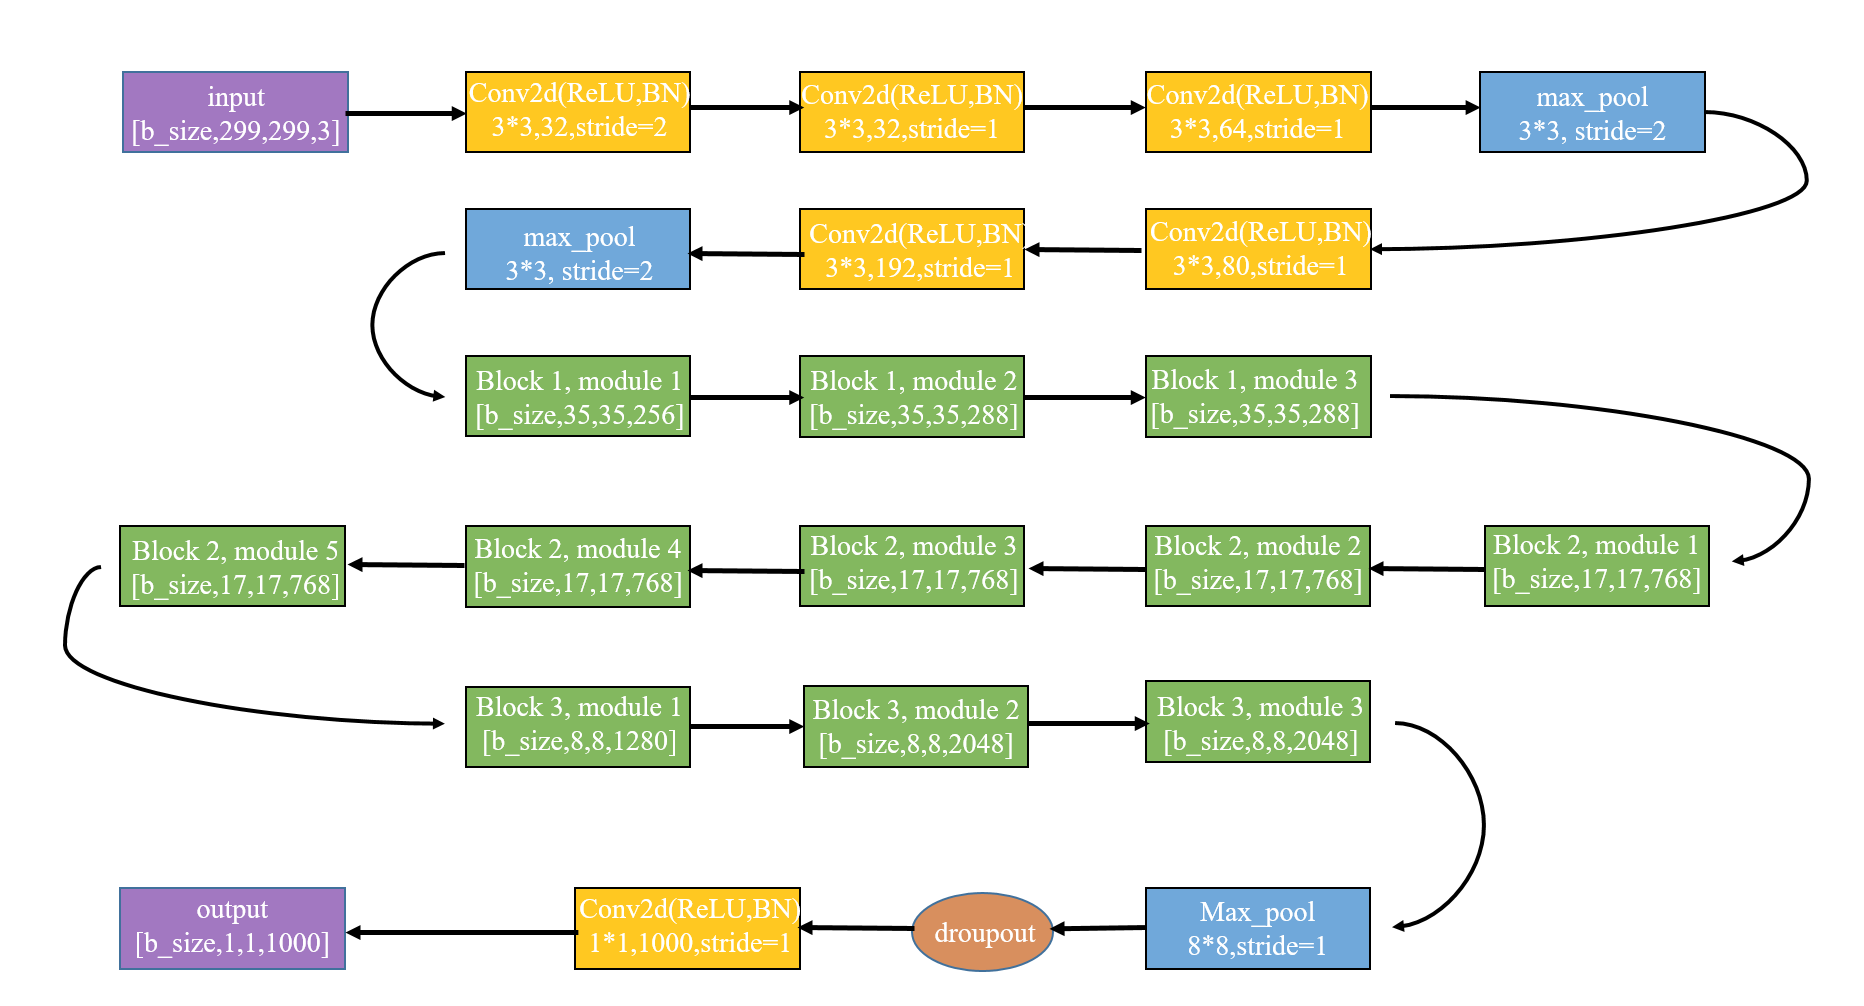 input
[b_size,299,299,3]
Conv2d(ReLU,BN)
3*3,32,stride=2
Conv2d(ReLU,BN)
3*3,32,stride=1
Conv2d(ReLU,BN)
3*3,64,stride=1
max_pool
3*3, stride=2
max_pool
3*3, stride=2
Conv2d(ReLU,BN)
3*3,192,stride=1
Conv2d(ReLU,BN)
3*3,80,stride=1
Block 1, module 1
[b_size,35,35,256]
Block 1, module 2
[b_size,35,35,288]
Block 1, module 3
[b_size,35,35,288]
Block 2, module 5
[b_size,17,17,768]
Block 2, module 4
[b_size,17,17,768]
Block 2, module 3
[b_size,17,17,768]
Block 2, module 2
[b_size,17,17,768]
Block 2, module 1
[b_size,17,17,768]
Block 3, module 1
[b_size,8,8,1280]
Block 3, module 2
[b_size,8,8,2048]
Block 3, module 3
[b_size,8,8,2048]
output
[b_size,1,1,1000]
Conv2d(ReLU,BN)
1*1,1000,stride=1
droupout
Max_pool
8*8,stride=1